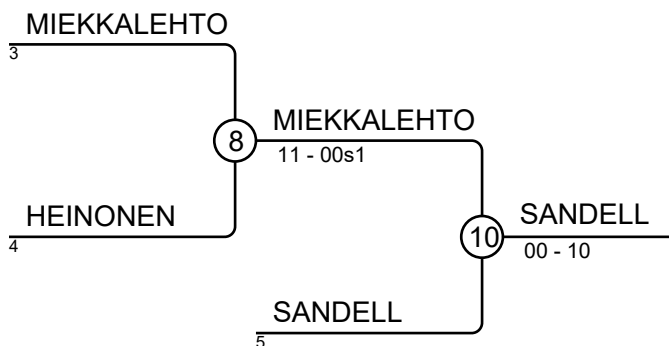 MIEKKALEHTO
3
8
MIEKKALEHTO
11 - 00s1
HEINONEN
4
10
SANDELL
00 - 10
SANDELL
5